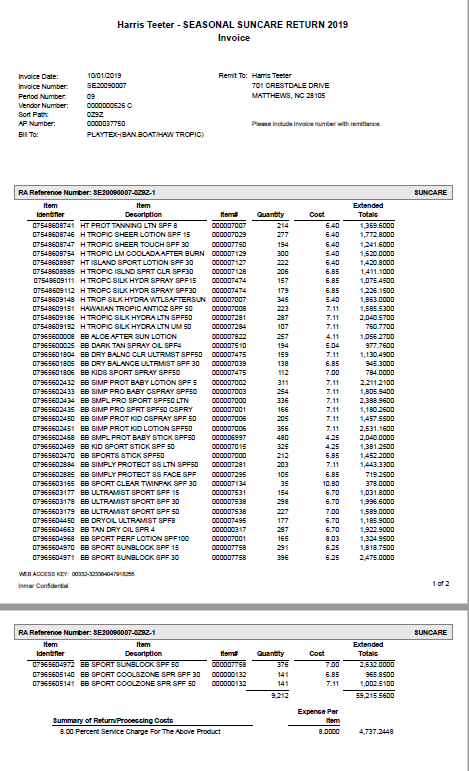 Harris Teeter - SEASONAL SUNCARE RETURN 2019
Invoice
Invoice Date: 10/01/2019 Remit To: Harris Teeter
Invoice Number: SE20090007 701 CRESTDALE DRIVE
Period Number: 09 MATTHEWS, NC 28105
Vendor Number: 0000000526 C
Sort Path: 0Z9Z
AP Number: 0000037750 Please include invoice number with remittance.
Bill To: PLAYTEX-(BAN.BOAT/HAW TROPIC)
RA Reference Number: SE20090007-0Z9Z-1 SUNCARE
Item Item Extended
Identifier Description Item# Quantity Cost Totals
07548608741 HT PROT TANNING LTN SPF 8 000007007 214 6.40 1,369.6000
07548608746 H TROPIC SHEER LOTION SPF 15 000007029 277 6.40 1,772.8000
07548608747 H TROPIC SHEER TOUCH SPF 30 000007750 194 6.40 1,241.6000
07548608754 H TROPIC LM COOLADA AFTER BURN 000007129 300 5.40 1,620.0000
07548608987 HT ISLAND SPORT LOTION SPF 30 000007127 222 6.40 1,420.8000
07548608989 H TROPIC ISLND SPRT CLR SPF30 000007128 206 6.85 1,411.1000
07548609111 H TROPC SILK HYDR SPRAY SPF15 000007474 157 6.85 1,075.4500
07548609112 H TROPC SILK HYDR SPRAY SPF30 000007474 179 6.85 1,226.1500
07548609148 H TROP SILK HYDRA WTLSAFTERSUN 000007007 345 5.40 1,863.0000
07548609151 HAWAIIAN TROPIC ANTIOZ SPF 50 000007008 223 7.11 1,585.5300
07548609186 H TROPIC SILK HYDRA LTN SPF50 000007281 287 7.11 2,040.5700
07548609192 H TROPIC SILK HYDRA LTN UM 50 000007284 107 7.11 760.7700
07965600008 BB ALOE AFTER SUN LOTION 000007822 257 4.11 1,056.2700
07965600025 BB DARK TAN SPRAY OIL SPF4 000007510 194 5.04 977.7600
07965601804 BB DRY BALNC CLR ULTRMIST SPF50 000007475 159 7.11 1,130.4900
07965601805 BB DRY BALANCE ULTRMIST SPF 30 000007039 138 6.85 945.3000
07965601806 BB KIDS SPORT SPRAY SPF50 000007475 112 7.00 784.0000
07965602432 BB SIMP PROT BABY LOTION SPF 5 000007002 311 7.11 2,211.2100
07965602433 BB SIMP PRO BABY CSPRAY SPF50 000007003 254 7.11 1,805.9400
07965602434 BB SMPL PRO SPORT SPF50 LTN 000007000 336 7.11 2,388.9600
07965602435 BB SIMP PRO SPRT SPF50 CSPRY 000007001 166 7.11 1,180.2600
07965602450 BB SIMP PROT KID CSPRAY SPF 50 000007006 205 7.11 1,457.5500
07965602451 BB SIMP PROT KID LOTION SPF50 000007006 356 7.11 2,531.1600
07965602468 BB SMPL PROT BABY STICK SPF50 000006997 480 4.25 2,040.0000
07965602469 BB KID SPORT STICK SPF 50 000007015 325 4.25 1,381.2500
07965602470 BB SPORTS STICK SPF50 000007000 212 6.85 1,452.2000
07965602884 BB SIMPLY PROTECT SS LTN SPF50 000007281 203 7.11 1,443.3300
07965602885 BB SIMPLY PROTECT SS FACE SPF 000007295 105 6.85 719.2500
07965603165 BB SPORT CLEAR TWINPAK SPF 30 000007134 35 10.80 378.0000
07965603177 BB ULTRAMIST SPORT SPF 15 000007531 154 6.70 1,031.8000
07965603178 BB ULTRAMIST SPORT SPF 30 000007538 298 6.70 1,996.6000
07965603179 BB ULTRAMIST SPORT SPF 50 000007538 227 7.00 1,589.0000
07965604450 BB DRYOIL ULTRAMIST SPF8 000007495 177 6.70 1,185.9000
07965604663 BB TAN DRY OIL SPR 4 000000317 287 6.70 1,922.9000
07965604968 BB SPORT PERF LOTION SPF100 000007001 165 8.03 1,324.9500
07965604970 BB SPORT SUNBLOCK SPF 15 000007758 291 6.25 1,818.7500
07965604971 BB SPORT SUNBLOCK SPF 30 000007758 396 6.25 2,475.0000
WEB ACCESS KEY: 00332-323384047918255
Inmar Confidential 1 of 2
RA Reference Number: SE20090007-0Z9Z-1 SUNCARE
Item Item Extended
Identifier Description Item# Quantity Cost Totals
07965604972 BB SPORT SUNBLOCK SPF 50 000007758 376 7.00 2,632.0000
07965605140 BB SPORT COOLSZONE SPR SPF 30 000000132 141 6.85 965.8500
07965605141 BB SPORT COOLZONE SPR SPF 50 000000132 141 7.11 1,002.5100
9,212 59,215.5600
Expense Per
Summary of Return/Processing Costs Item
8.00 Percent Service Charge For The Above Product 8.0000 4,737.2448